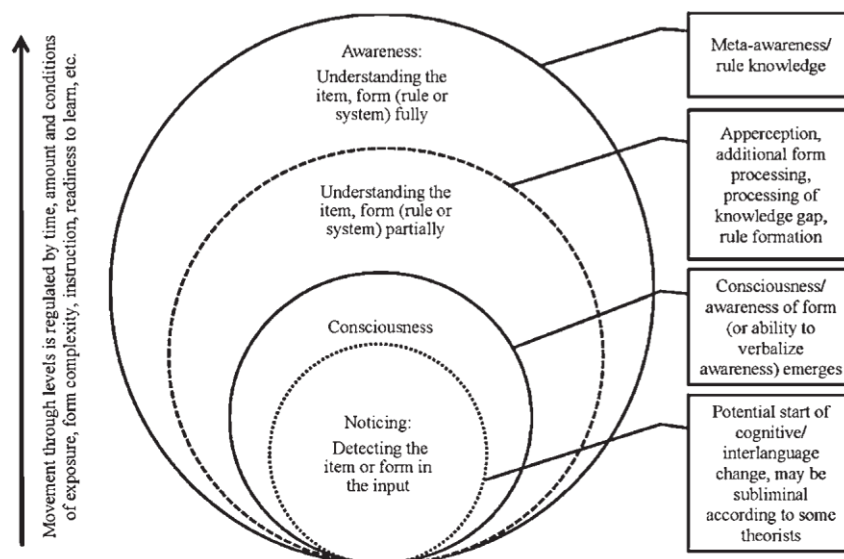 Movement through levels is regulated by time, amount and conditions
of exposure, form complexity, instruction, readiness to learn, etc.
Awareness:
Understanding the
item, form (rule or
system) fully
Understanding the
item, form (rule or
system) partially
Consciousness
Noticing:
Detecting the
item or form in
the input
Meta-awareness/
rule knowledge
Apperception,
additional form
processing,
processing of
knowledge gap,
rule formation
Consciousness/
awareness of form
(or ability to
verbalize
awareness) emerges
Potential start of
cognitive/
interlanguage
change, may be
subliminal
according to some
theorists